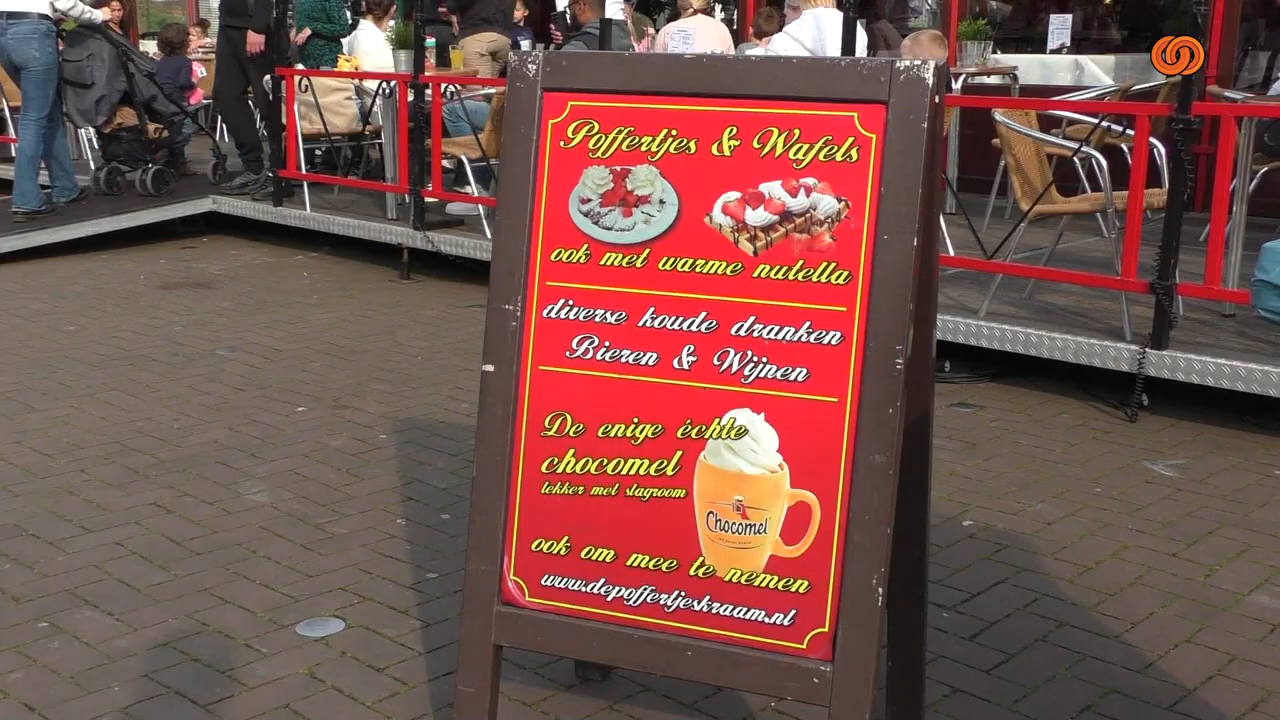 Poffertjes & Wafels
ook met warme nutella
diverse koude dranken
Bieren & Wijnen
De enige échte
chocomel
lekker met slagroom
Chocomel
ook om mee te nemen
www.depoffertjeskraam.nl